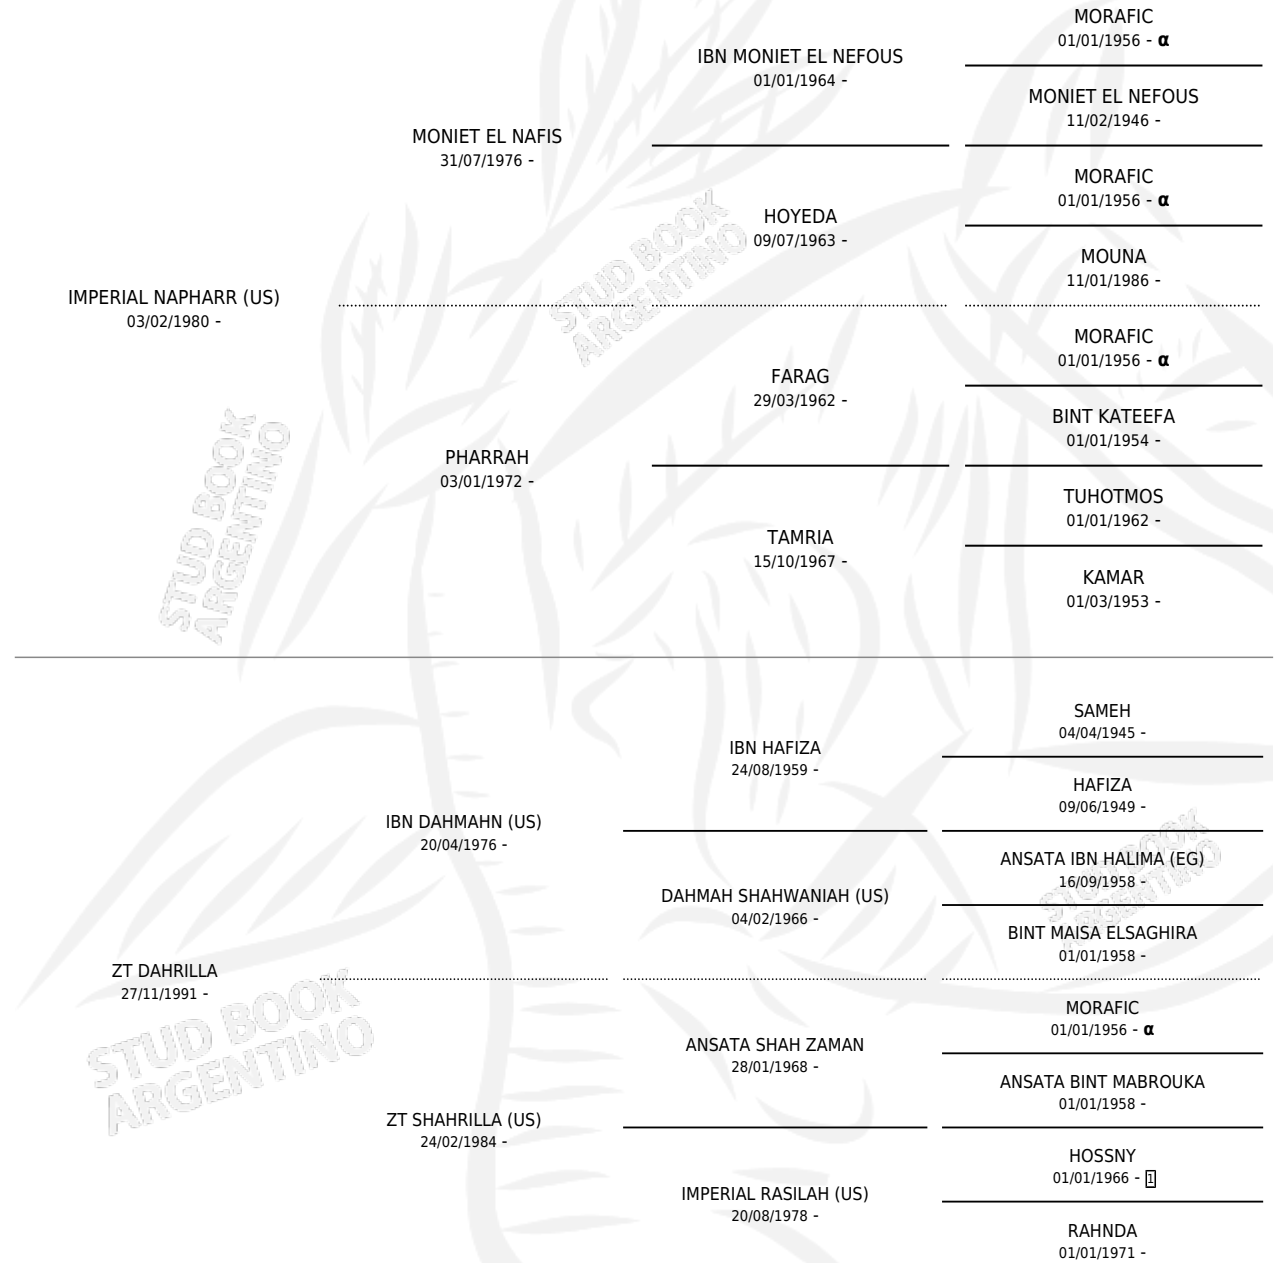 MORAFIC
01/01/1956 - α
IBN MONIET EL NEFOUS
01/01/1964 -
MONIET EL NEFOUS
11/02/1946 -
MONIET EL NAFIS
31/07/1976 -
MORAFIC
01/01/1956 - α
HOYEDA
09/07/1963 -
MOUNA
11/01/1986 -
IMPERIAL NAPHARR (US)
03/02/1980 -
MORAFIC
01/01/1956 - α
FARAG
29/03/1962 -
BINT KATEEFA
01/01/1954 -
PHARRAH
03/01/1972 -
TUHOTMOS
01/01/1962 -
TAMRIA
15/10/1967 -
KAMAR
01/03/1953 -
SAMEH
04/04/1945 -
IBN HAFIZA
24/08/1959 -
HAFIZA
09/06/1949 -
IBN DAHMAHN (US)
20/04/1976 -
ANSATA IBN HALIMA (EG)
16/09/1958 -
DAHMAH SHAHWANIAH (US)
04/02/1966 -
BINT MAISA ELSAGHIRA
01/01/1958 -
ZT DAHRILLA
27/11/1991 -
MORAFIC
01/01/1956 - α
ANSATA SHAH ZAMAN
28/01/1968 -
ANSATA BINT MABROUKA
01/01/1958 -
ZT SHAHRILLA (US)
24/02/1984 -
HOSSNY
01/01/1966 - 1
IMPERIAL RASILAH (US)
20/08/1978 -
RAHNDA
01/01/1971 -
STUD BOOK
ARGENTINO
STUD BOOK
ARGENTINO
STUD BOOK
ARGENTINO
STUD BOOK
ARGENTINO